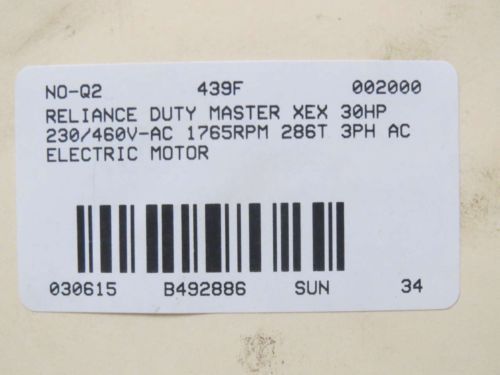 NO-Q2 439F 002000
RELIANCE DUTY MASTER XEX 30HP
230/460V-AC 1765RPM 286T 3PH AC
ELECTRIC MOTOR
030615 B492886 SUN 34